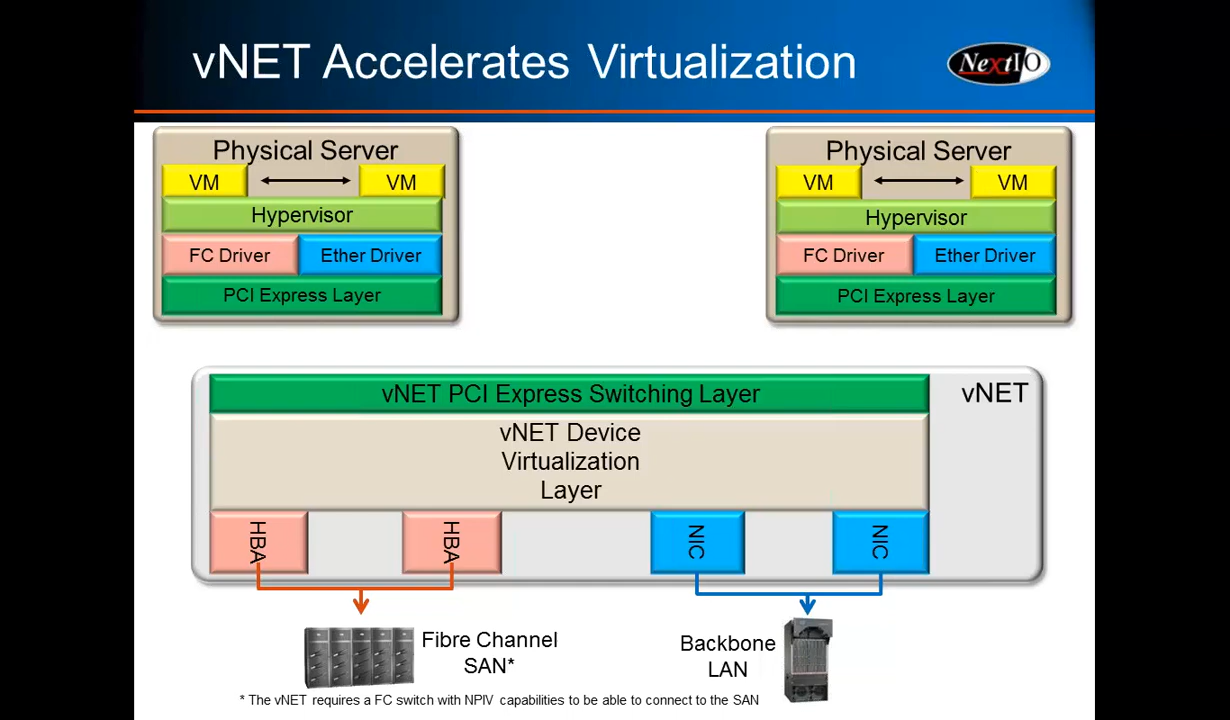 vNET Accelerates Virtualization
NextIO
Physical Server
VM
VM
Hypervisor
FC Driver
Ether Driver
PCI Express Layer
Physical Server
VM
VM
Hypervisor
FC Driver
Ether Driver
PCI Express Layer
vNET PCI Express Switching Layer
vNET
vNET Device
Virtualization
Layer
HBA
HBA
NIC
NIC
Fibre Channel
SAN*
Backbone
LAN
* The vNET requires a FC switch with NPIV capabilities to be able to connect to the SAN